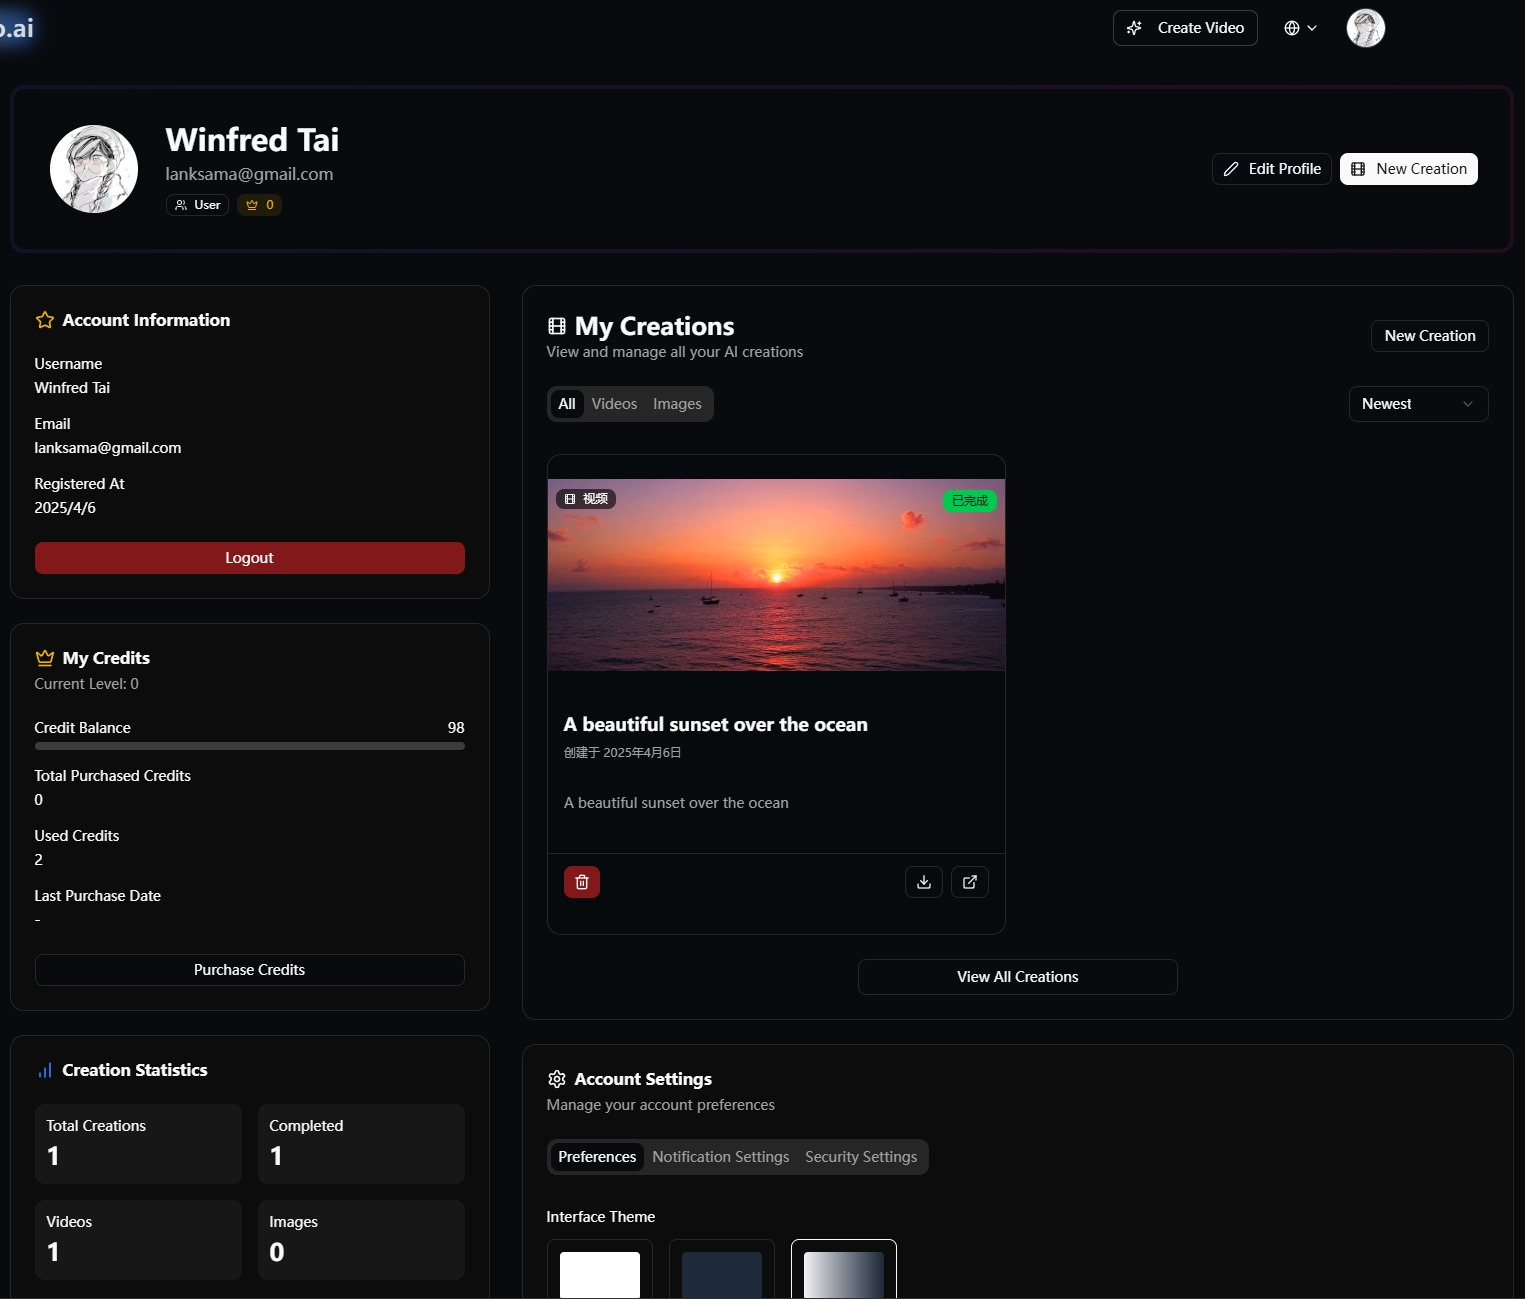 o.ai
Create Video
Winfred Tai
lanksama@gmail.com
User
0
Edit Profile
New Creation
Account Information
Username
Winfred Tai
Email
lanksama@gmail.com
Registered At
2025/4/6
Logout
My Credits
Current Level: 0
Credit Balance
98
Total Purchased Credits
0
Used Credits
2
Last Purchase Date
-
Purchase Credits
Creation Statistics
Total Creations
1
Completed
1
Videos
1
Images
0
My Creations
View and manage all your AI creations
New Creation
All
Videos
Images
Newest
视频
已完成
A beautiful sunset over the ocean
创建于 2025年4月6日
A beautiful sunset over the ocean
View All Creations
Account Settings
Manage your account preferences
Preferences
Notification Settings
Security Settings
Interface Theme